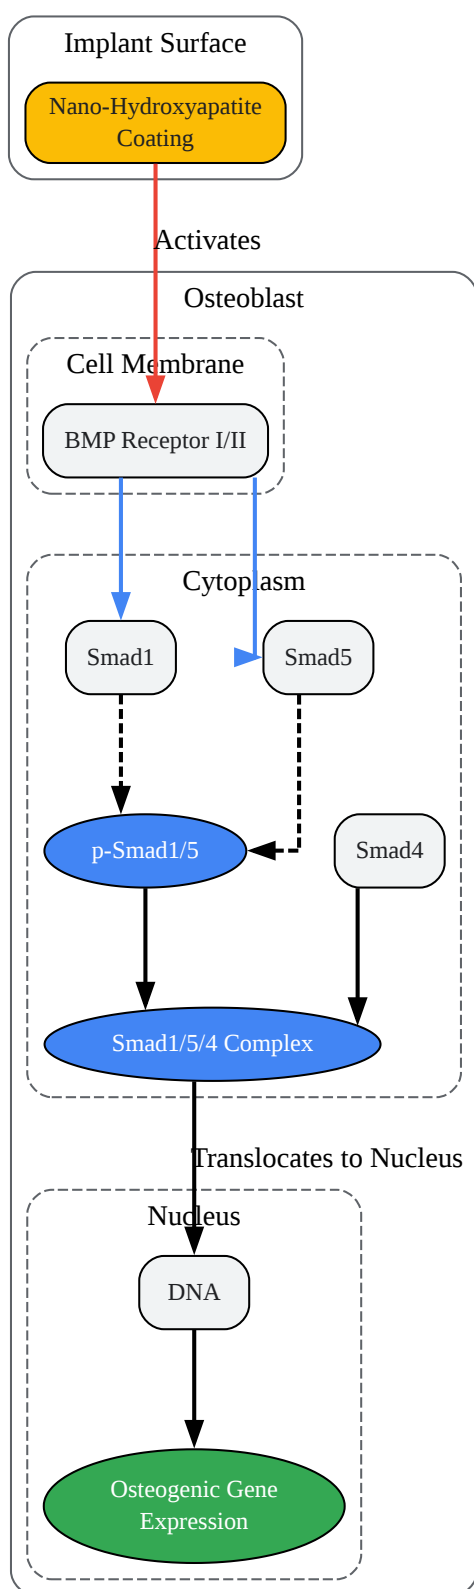 Implant Surface
Nano-Hydroxyapatite
Coating
Activates
Osteoblast
Cell Membrane
BMP Receptor I/II
Cytoplasm
Smad1
Smad5
p-Smad1/5
Smad4
Smad1/5/4 Complex
Translocates to Nucleus
Nucleus
DNA
Osteogenic Gene
Expression